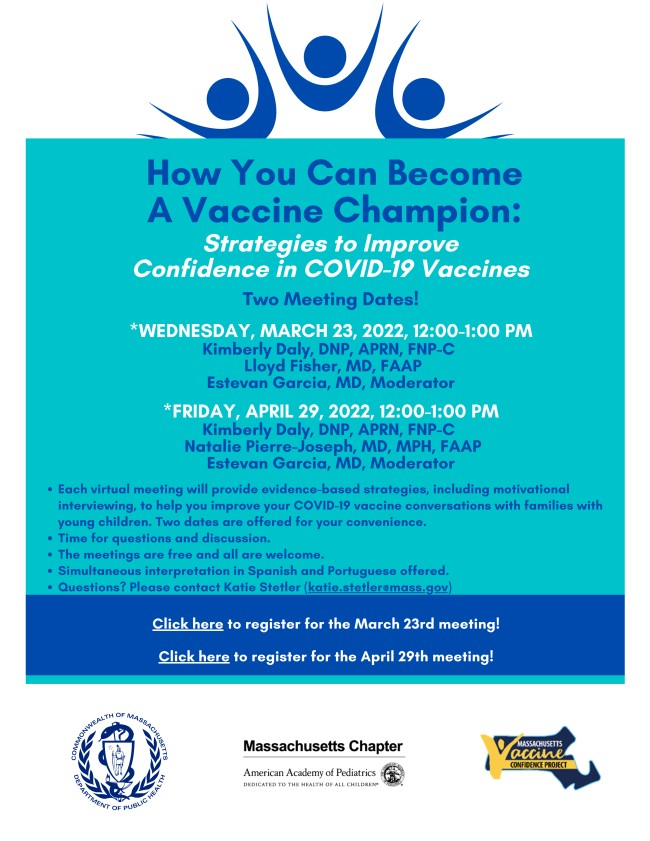 How You Can Become
A Vaccine Champion:
Strategies to Improve
Confidence in COVID-19 Vaccines
Two Meeting Dates!
*WEDNESDAY, MARCH 23, 2022, 12:00-1:00 PM
Kimberly Daly, DNP, APRN, FNP-C
Lloyd Fisher, MD, FAAP
Estevan Garcia, MD, Moderator
*FRIDAY, APRIL 29, 2022, 12:00-1:00 PM
Kimberly Daly, DNP, APRN, FNP-C
Natalie Pierre-Joseph, MD, MPH, FAAP
Estevan Garcia, MD, Moderator
• Each virtual meeting will provide evidence-based strategies, including motivational
interviewing, to help you improve your COVID-19 vaccine conversations with families with
young children. Two dates are offered for your convenience.
• Time for questions and discussion.
• The meetings are free and all are welcome.
• Simultaneous interpretation in Spanish and Portuguese offered.
• Questions? Please contact Katie Stetler (katie.stetler@mass.gov)
Click here to register for the March 23rd meeting!
Click here to register for the April 29th meeting!
COMMONWEALTH OF MASSACHUSETTS
DEPARTMENT OF PUBLIC HEALTH
Massachusetts Chapter
American Academy of Pediatrics
DEDICATED TO THE HEALTH OF ALL CHILDREN®
MASSACHUSETTS
Vaccine
CONFIDENCE PROJECT